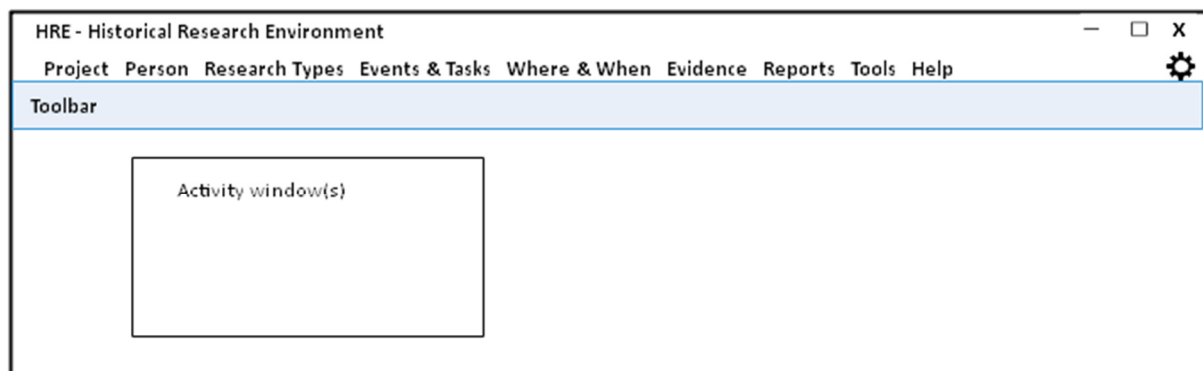 HRE - Historical Research Environment X
Project Person Research Types Events & Tasks Where & When Evidence Reports Tools Help
Toolbar
Activity window(s)